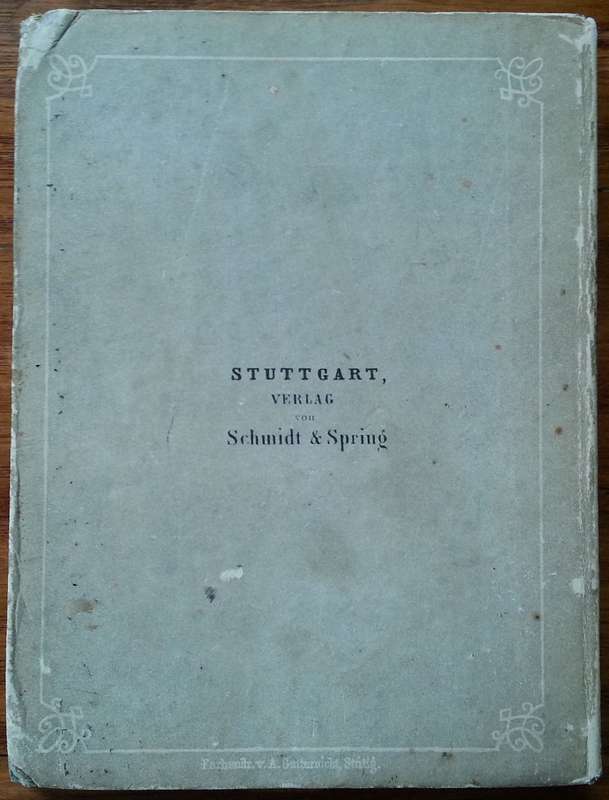 STUTTGART,
VERLAG
von
Schmidt & Spring
v. A.